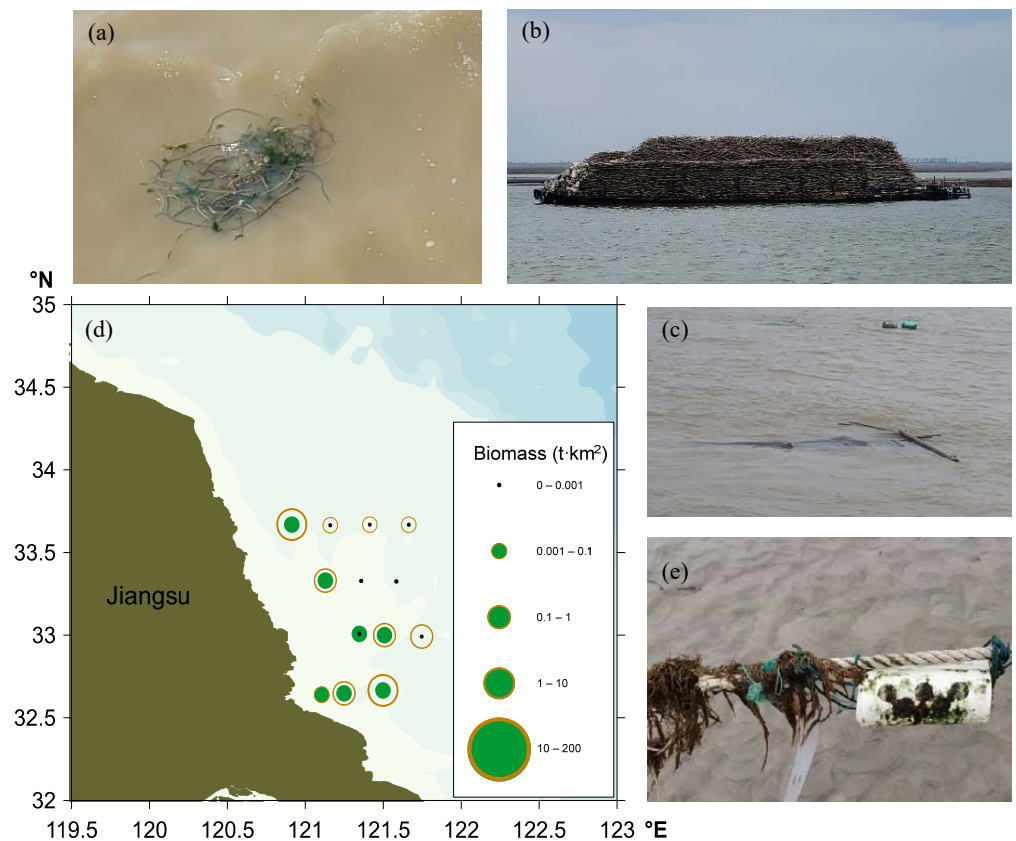 (a)
(b)
°N
35
(d)
34.5
34
33.5
33
32.5
32
Jiangsu
Biomass (t·km²)
0 – 0.001
0.001 – 0.1
0.1 – 1
1 – 10
10 – 200
119.5 120 120.5 121 121.5 122 122.5 123 °E
(c)
(e)